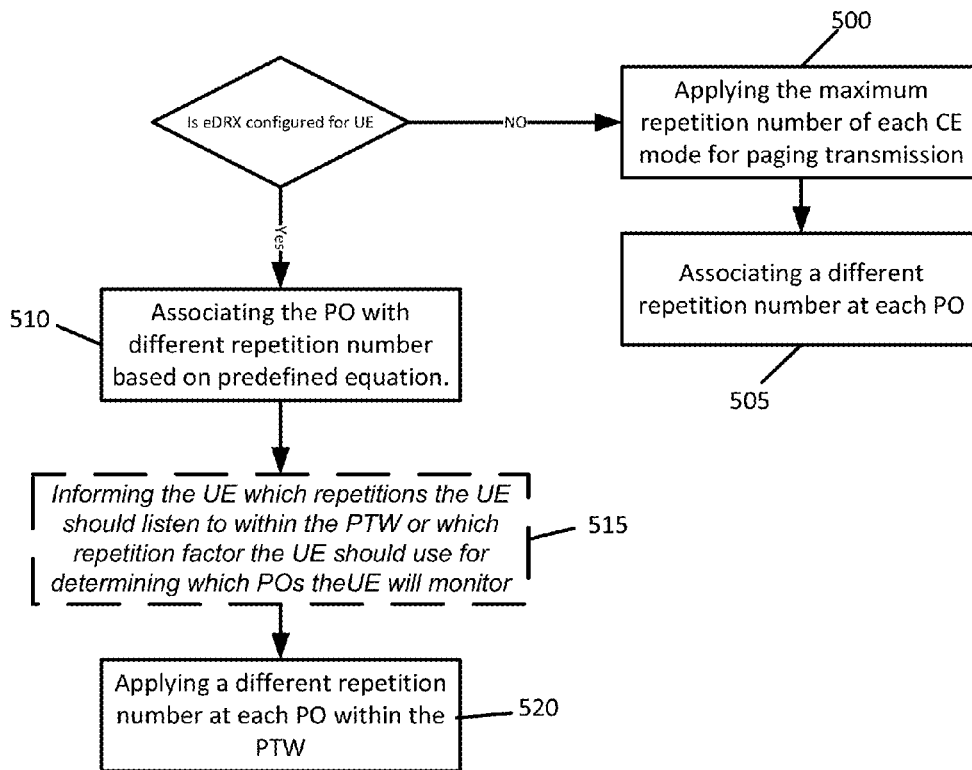 500
Is eDRX configured for UE
NO
Applying the maximum
repetition number of each CE
mode for paging transmission
Yes
Associating a different
repetition number at each PO
505
510
Associating the PO with
different repetition number
based on predefined equation.
Informing the UE which repetitions the UE
should listen to within the PTW or which
repetition factor the UE should use for
determining which POs theUE will monitor
515
Applying a different repetition
number at each PO within the
PTW
520